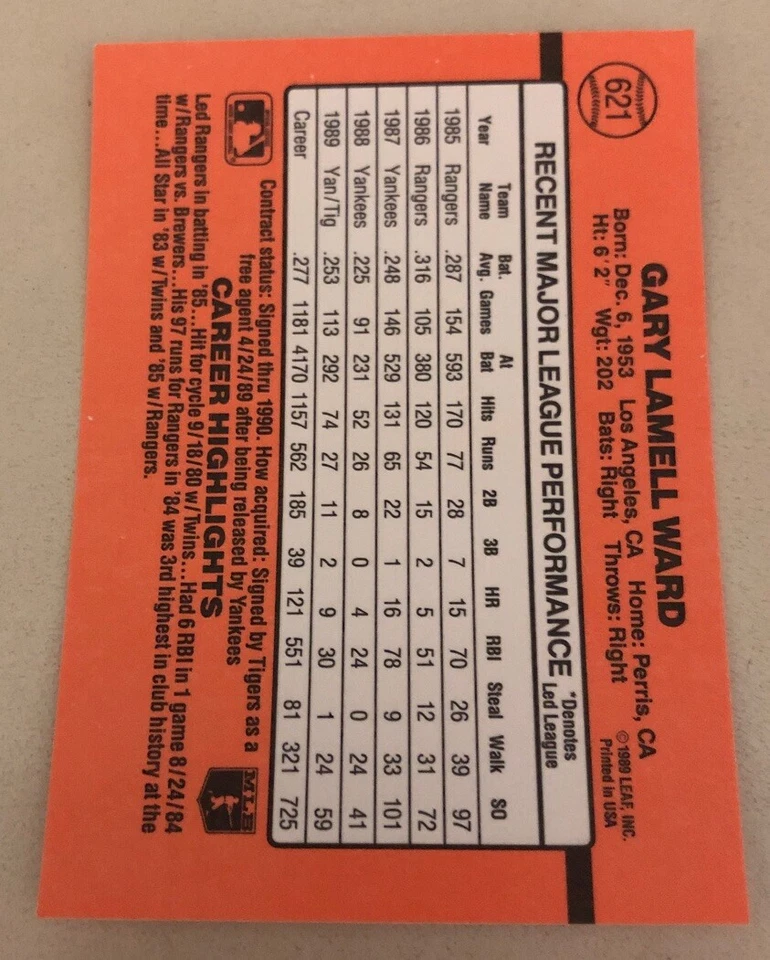 621
GARY LAMELL WARD
Born: Dec. 6, 1953 Los Angeles, CA Home: Perris, CA
Ht: 6'2" Wgt: 202 Bats: Right Throws: Right
©1989 LEAF, INC.
Printed in USA
RECENT MAJOR LEAGUE PERFORMANCE *Denotes Led League
Year Team Name Bat. Avg. Games At Bat Hits Runs 2B 3B HR RBI Steal Walk SO
1985 Rangers .287 154 593 170 77 28 7 15 70 26 39 97
1986 Rangers .316 105 380 120 54 15 2 5 51 12 31 72
1987 Yankees .248 146 529 131 65 22 1 16 78 9 33 101
1988 Yankees .225 91 231 52 26 8 0 4 24 0 24 41
1989 Yan/Tig .253 113 292 74 27 11 2 9 30 1 24 59
Career .277 1181 4170 1157 562 185 39 121 551 81 321 725
Contract status: Signed thru 1990. How acquired: Signed by Tigers as a
free agent 4/24/89 after being released by Yankees
CAREER HIGHLIGHTS
Led Rangers in batting in '85...Hit for cycle 9/18/80 w/Twins...Had 6 RBI in 1 game 8/24/84
w/Rangers vs. Brewers...His 97 runs for Rangers in '84 was 3rd highest in club history at the
time...All Star in '83 w/Twins and '85 w/Rangers.
MLB